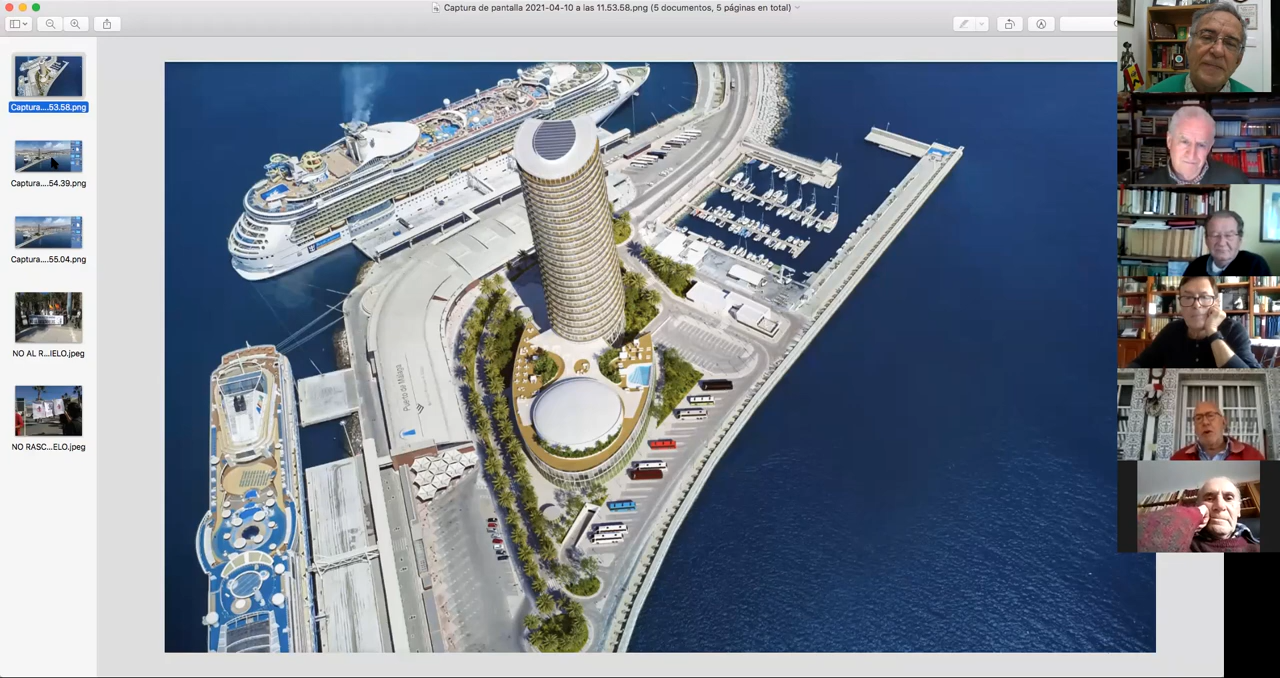 Captura de pantalla 2021-04-10 a las 11.53.58.png (5 documentos, 5 páginas en total)
Captura....53.58.png
Captura....54.39.png
Captura....55.04.png
NO AL R...IELO.jpeg
NO RASC...ELO.jpeg
Puerto de Málaga